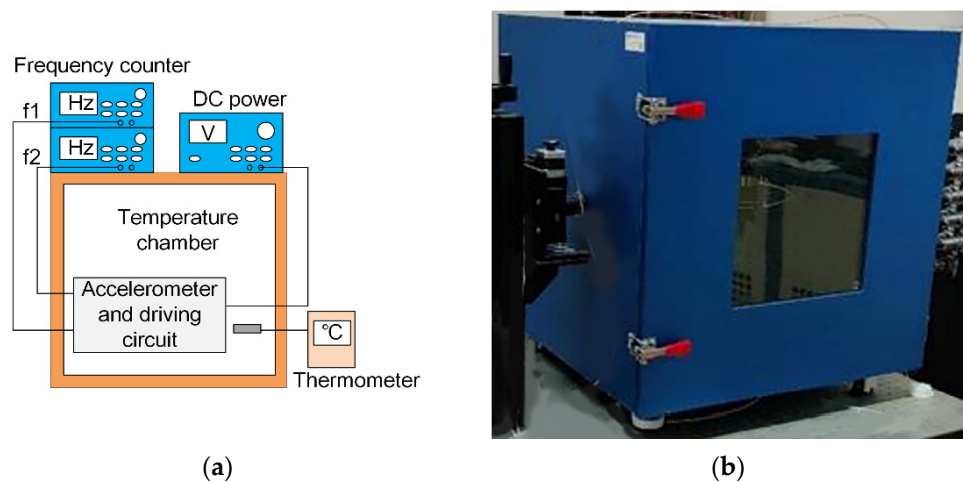 Frequency counter
f1
Hz
DC power
f2
Hz
V
Temperature
chamber
Accelerometer
and driving
circuit
°C
Thermometer
(a)
(b)